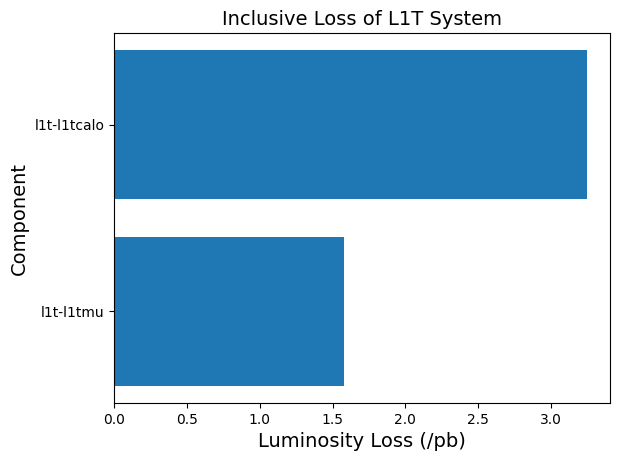 Inclusive Loss of L1T System
Component
l1t-l1tcalo
l1t-l1tmu
0.0 0.5 1.0 1.5 2.0 2.5 3.0
Luminosity Loss (/pb)